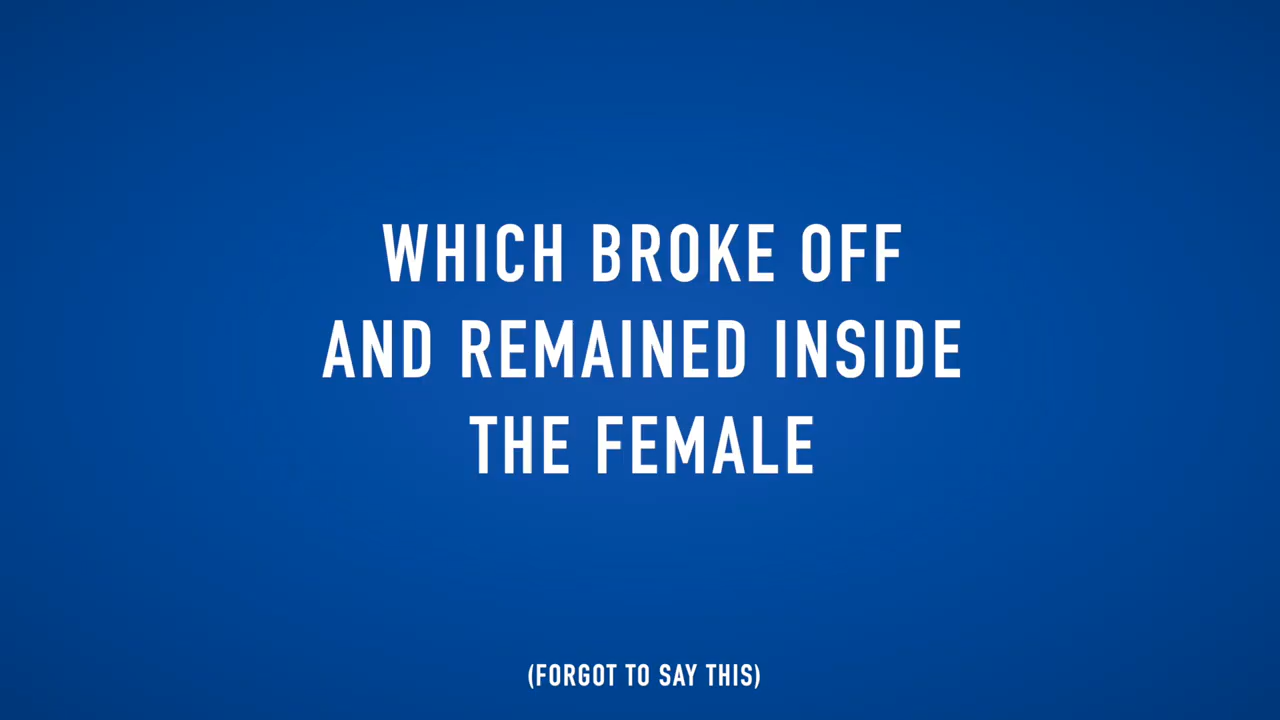 WHICH BROKE OFF
AND REMAINED INSIDE
THE FEMALE
(FORGOT TO SAY THIS)